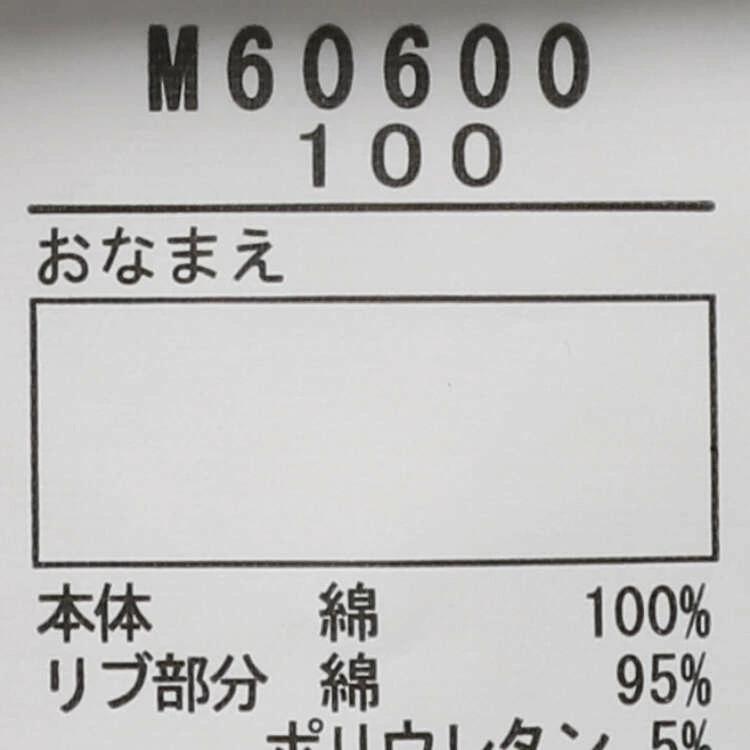 M60600
100
おなまえ
本体 綿 100%
リブ部分 綿 95%
ポリウレタン 5%